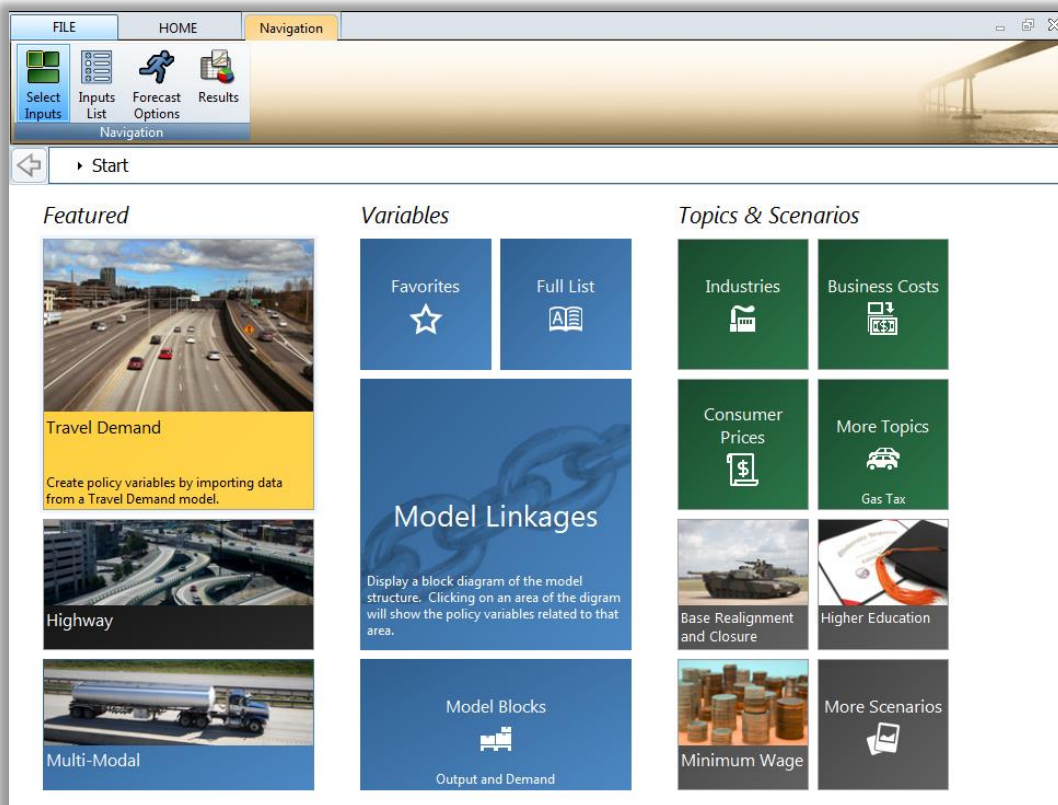 FILE
HOME
Navigation
Select
Inputs
Inputs
List
Forecast
Options
Results
Navigation
Start
Featured
Travel Demand
Create policy variables by importing data
from a Travel Demand model.
Highway
Multi-Modal
Variables
Favorites
Full List
Model Linkages
Display a block diagram of the model
structure. Clicking on an area of the digram
will show the policy variables related to that
area.
Model Blocks
Output and Demand
Topics & Scenarios
Industries
Business Costs
Consumer
Prices
More Topics
Gas Tax
Base Realignment
and Closure
Higher Education
Minimum Wage
More Scenarios